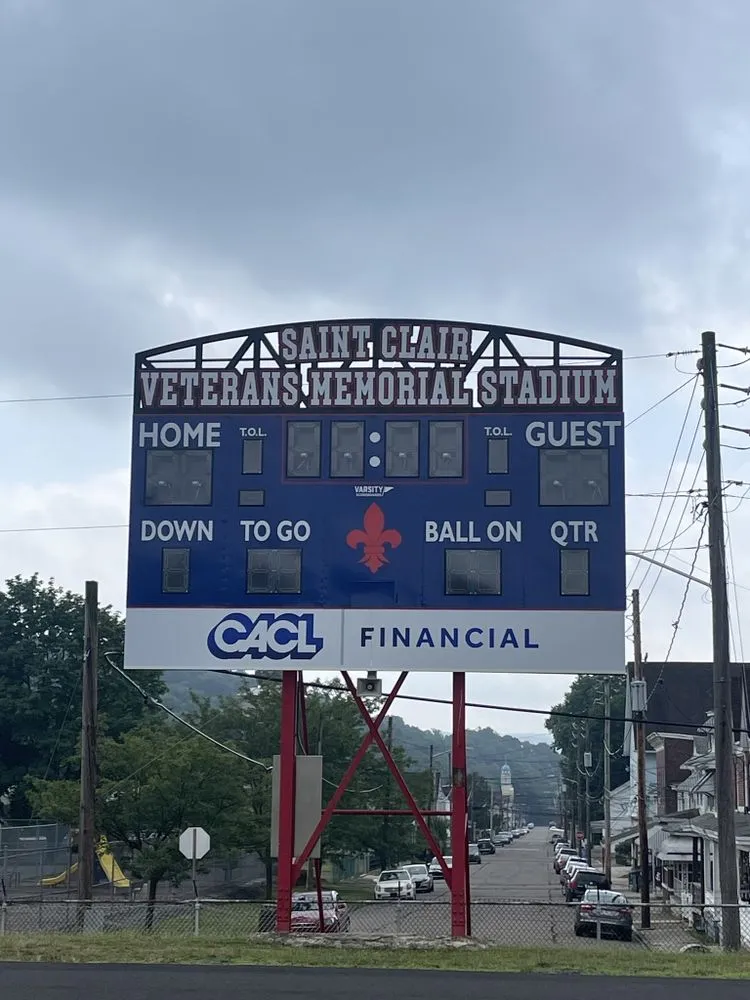 SAINT CLAIR
VETERANS MEMORIAL STADIUM
HOME T.O.L. : T.O.L. GUEST
VARSITY
DOWN TO GO BALL ON QTR
CACL FINANCIAL